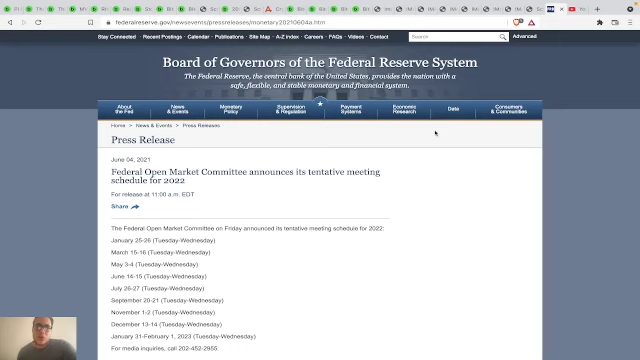 federalreserve.gov/newsevents/pressreleases/monetary20210604a.htm
Stay Connected Recent Postings Calendar Publications Site Map A-Z index Careers FAQs Videos Contact
Search
Advanced
Board of Governors of the Federal Reserve System
The Federal Reserve, the central bank of the United States, provides the nation with a
safe, flexible, and stable monetary and financial system.
About the Fed
News & Events
Monetary Policy
Supervision & Regulation
Payment Systems
Economic Research
Data
Consumers & Communities
Home > News & Events > Press Releases
Press Release
June 04, 2021
Federal Open Market Committee announces its tentative meeting
schedule for 2022
For release at 11:00 a.m. EDT
Share
The Federal Open Market Committee on Friday announced its tentative meeting schedule for 2022:
January 25-26 (Tuesday-Wednesday)
March 15-16 (Tuesday-Wednesday)
May 3-4 (Tuesday-Wednesday)
June 14-15 (Tuesday-Wednesday)
July 26-27 (Tuesday-Wednesday)
September 20-21 (Tuesday-Wednesday)
November 1-2 (Tuesday-Wednesday)
December 13-14 (Tuesday-Wednesday)
January 31-February 1, 2023 (Tuesday-Wednesday)
For media inquiries, call 202-452-2955.